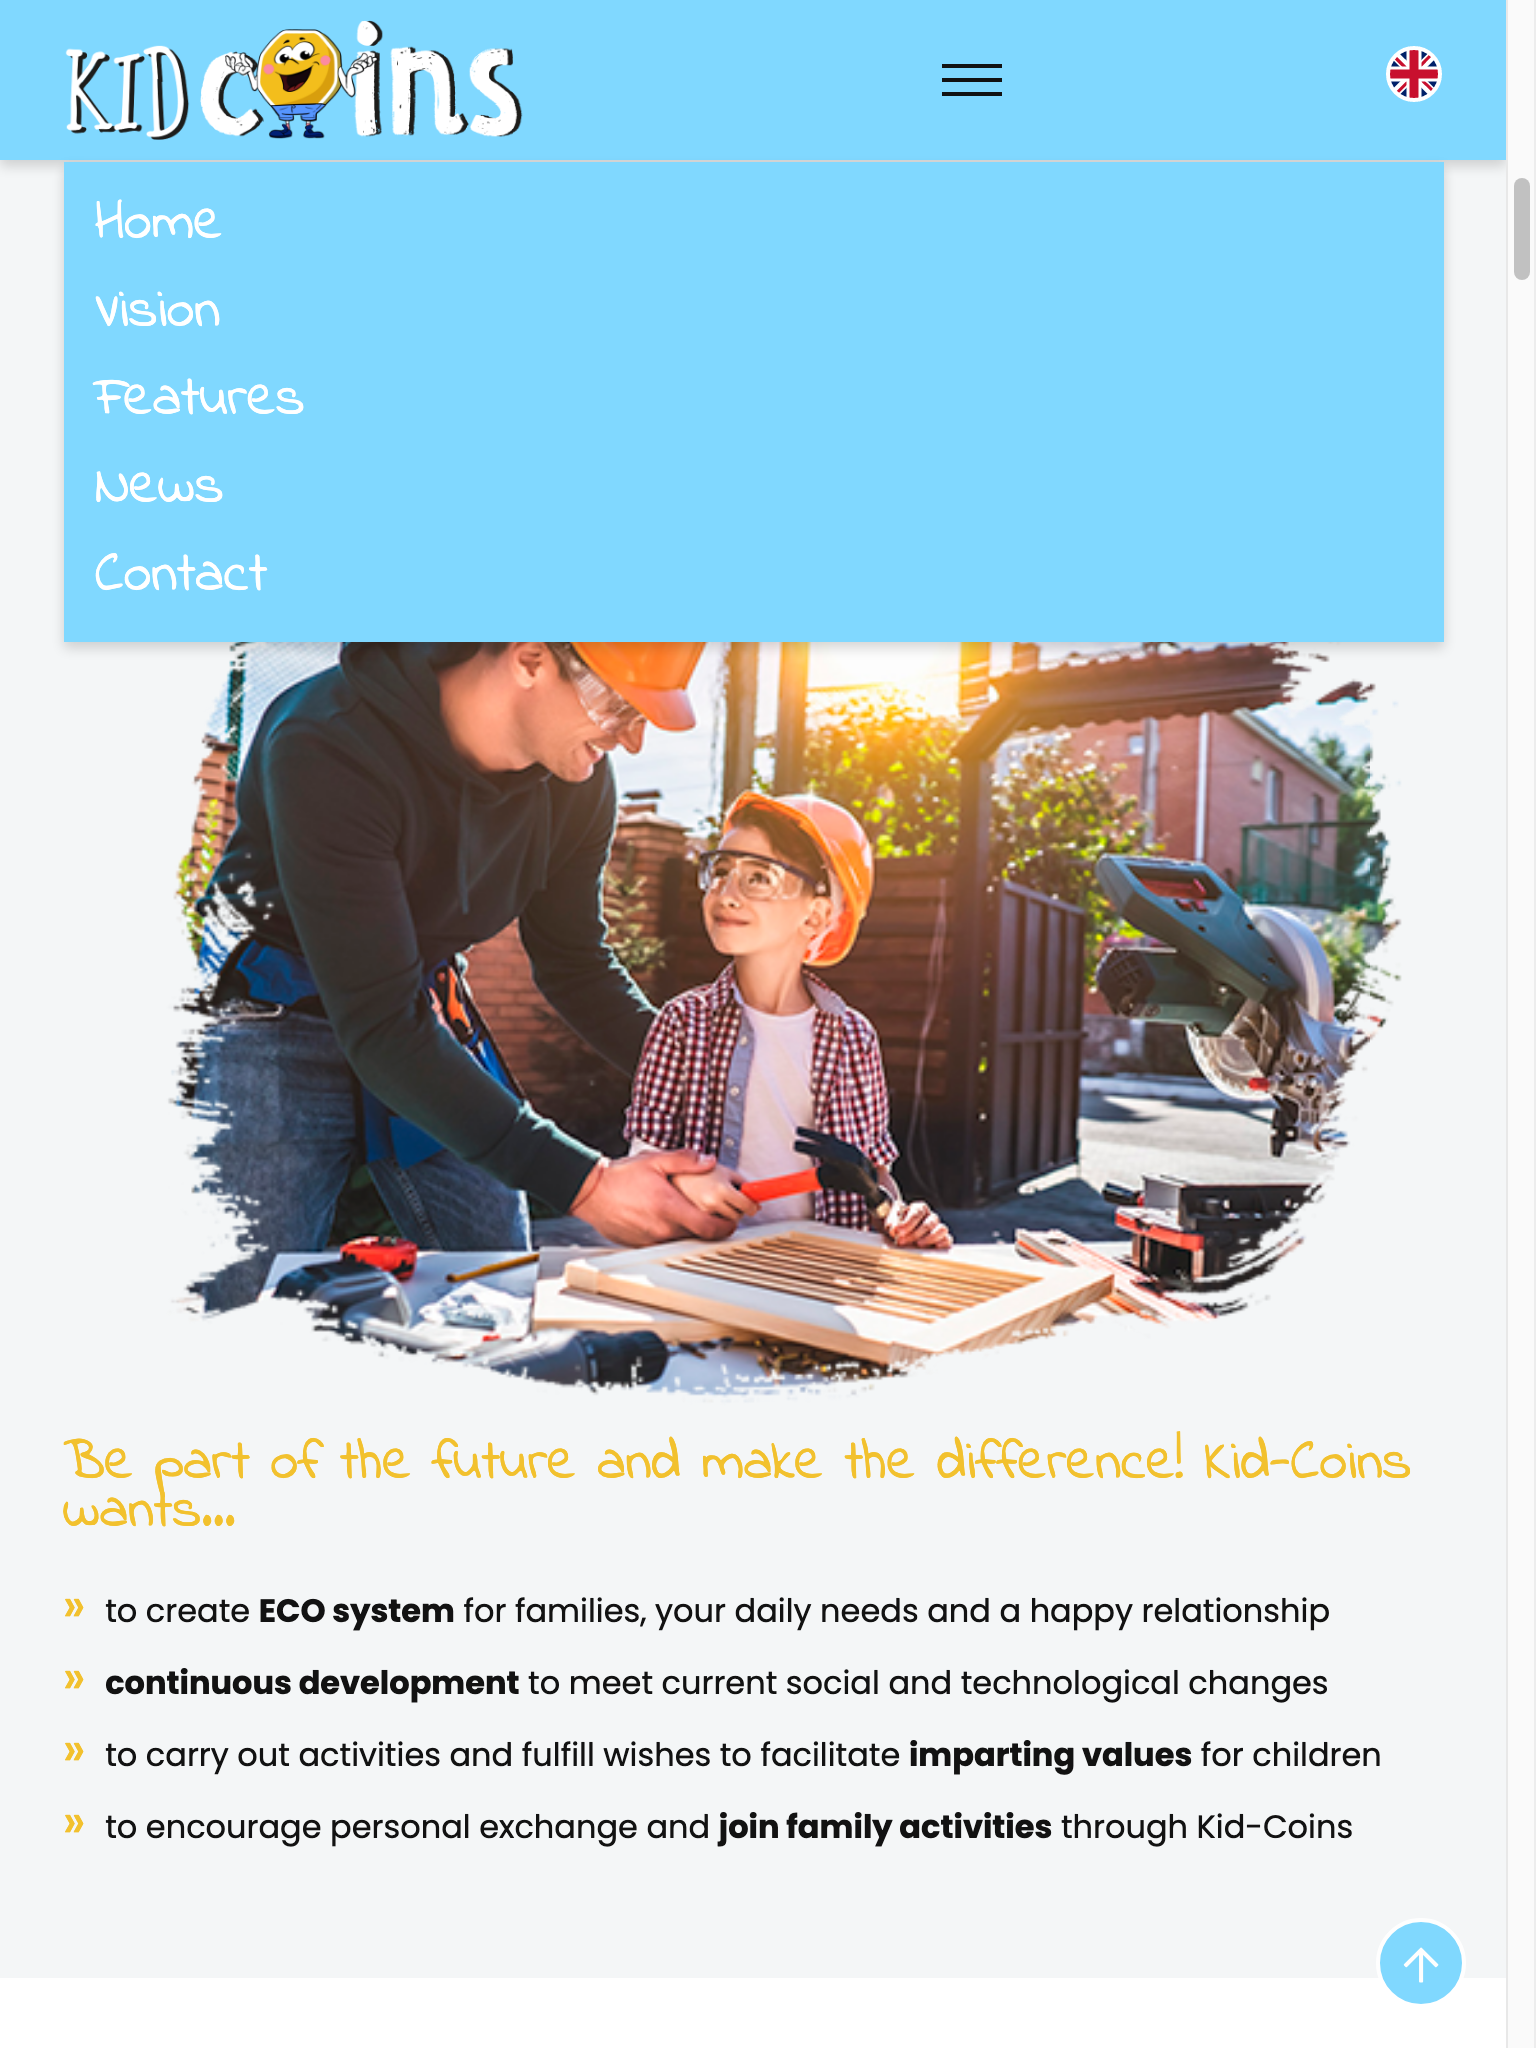 KID coins
Home
Vision
Features
News
Contact
Be part of the future and make the difference! Kid-Coins
wants...
» to create ECO system for families, your daily needs and a happy relationship
» continuous development to meet current social and technological changes
» to carry out activities and fulfill wishes to facilitate imparting values for children
» to encourage personal exchange and join family activities through Kid-Coins